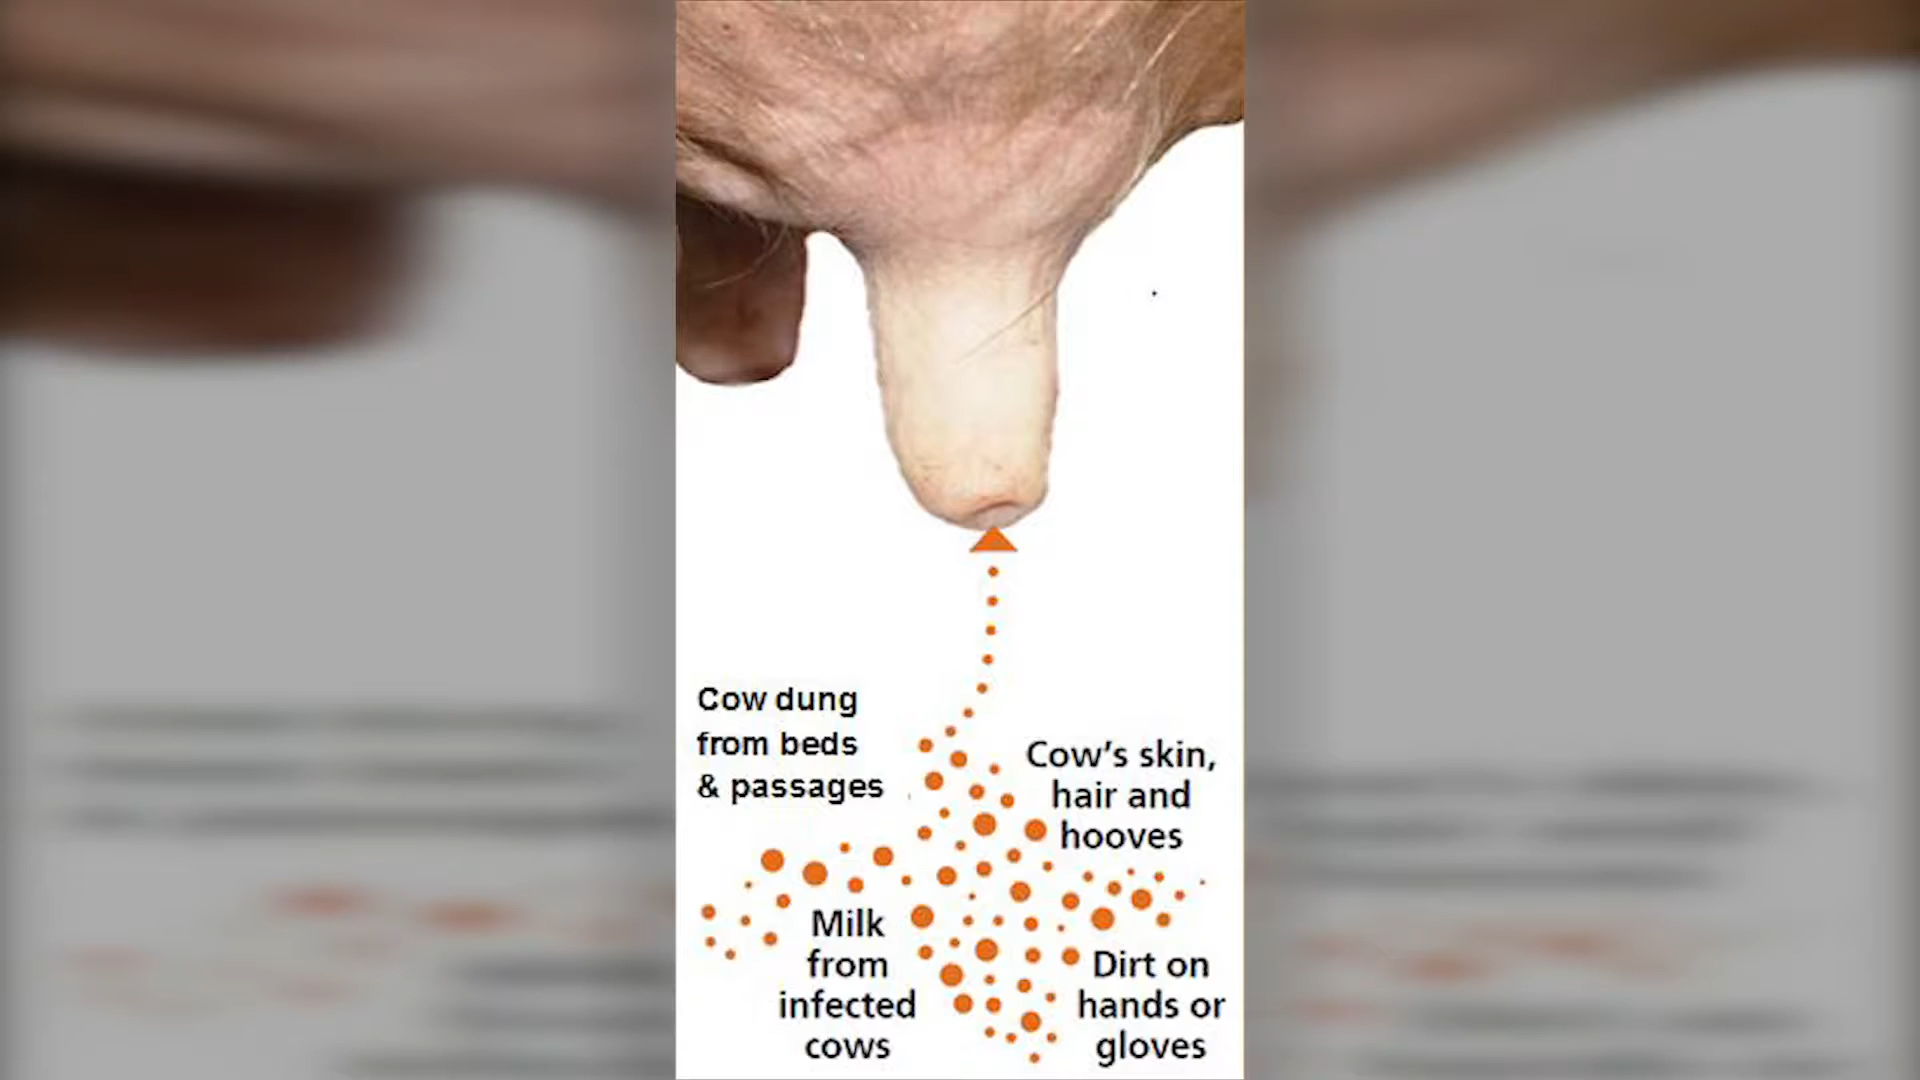 Cow dung
from beds
& passages
Cow's skin,
hair and
hooves
Milk
from
infected
cows
Dirt on
hands or
gloves